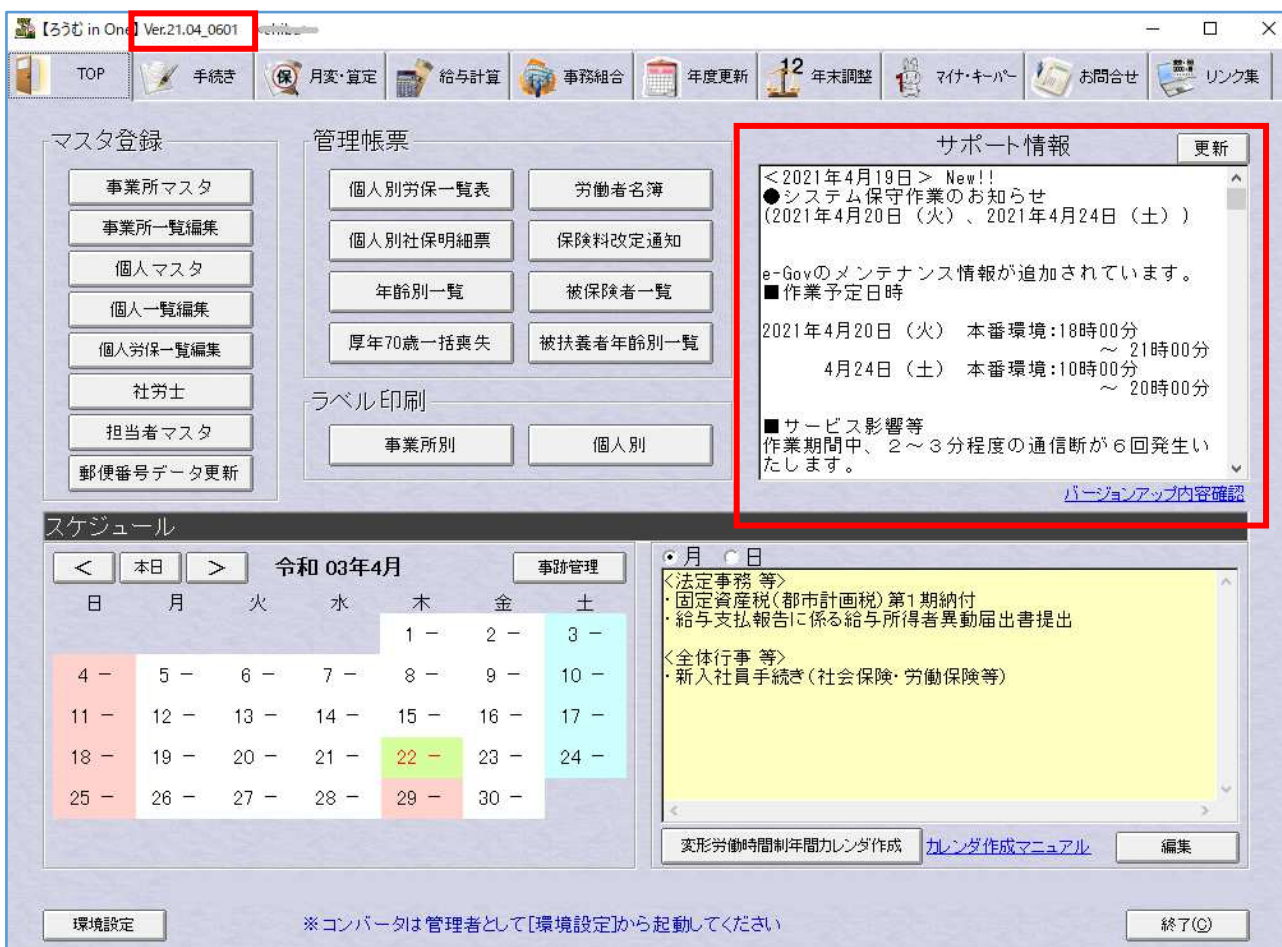 【ろうむ in One】 Ver.21.04_0601
TOP 手続き 月変・算定 給与計算 事務組合 年度更新 年末調整 マイナ・キーパー お問合せ リンク集
マスタ登録
事業所マスタ
事業所一覧編集
個人マスタ
個人一覧編集
個人労保一覧編集
社労士
担当者マスタ
郵便番号データ更新
管理帳票
個人別労保一覧表 労働者名簿
個人別社保明細票 保険料改定通知
年齢別一覧 被保険者一覧
厚年70歳一括喪失 被扶養者年齢別一覧
ラベル印刷
事業所別 個人別
サポート情報 更新
<2021年4月19日> New!!
●システム保守作業のお知らせ
(2021年4月20日（火）、2021年4月24日（土）)
e-Govのメンテナンス情報が追加されています。
■作業予定日時
2021年4月20日（火） 本番環境:18時00分
～ 21時00分
4月24日（土） 本番環境:10時00分
～ 20時00分
■サービス影響等
作業期間中、２～３分程度の通信断が６回発生い
たします。
バージョンアップ内容確認
スケジュール
< 本日 > 令和 03年4月 事跡管理
日 月 火 水 木 金 土
1 － 2 － 3 －
4 － 5 － 6 － 7 － 8 － 9 － 10 －
11 － 12 － 13 － 14 － 15 － 16 － 17 －
18 － 19 － 20 － 21 － 22 － 23 － 24 －
25 － 26 － 27 － 28 － 29 － 30 －
月 日
<法定事務 等>
・固定資産税(都市計画税)第1期納付
・給与支払報告に係る給与所得者異動届出書提出
<全体行事 等>
・新入社員手続き(社会保険・労働保険等)
変形労働時間制年間カレンダ作成 カレンダ作成マニュアル 編集
環境設定 ※コンバータは管理者として[環境設定]から起動してください 終了(C)